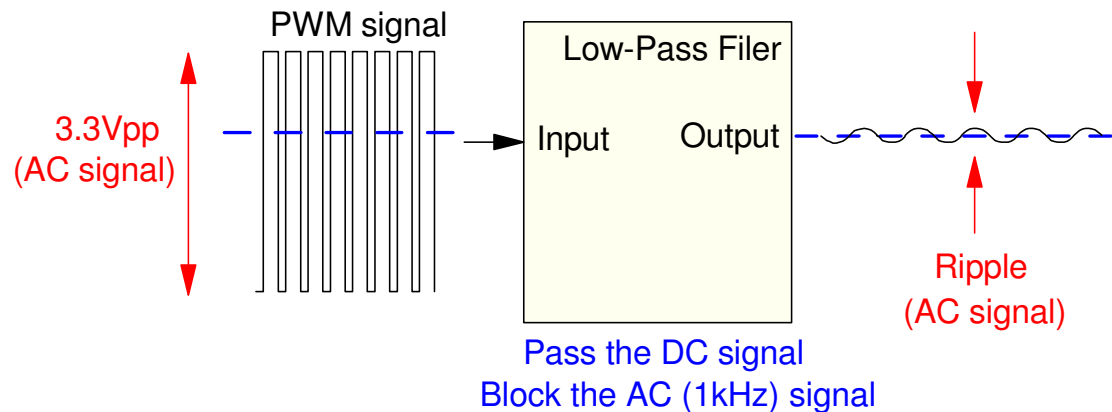 PWM signal
3.3Vpp
(AC signal)
Low-Pass Filer
Input
Output
Ripple
(AC signal)
Pass the DC signal
Block the AC (1kHz) signal